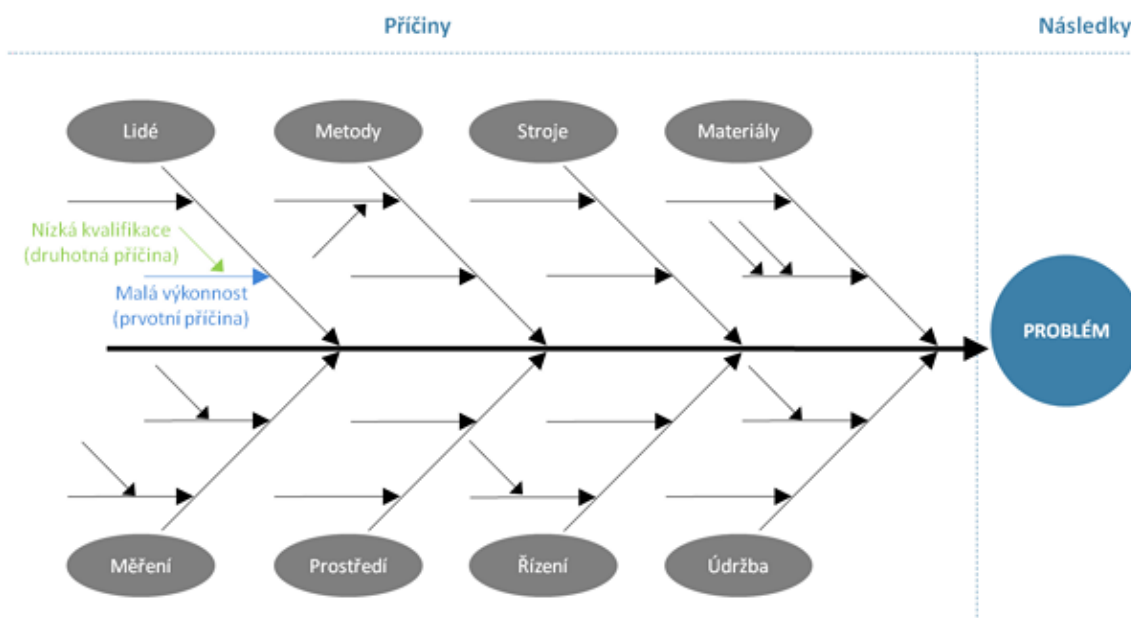 Příčiny
Následky
Lidé
Metody
Stroje
Materiály
Nízká kvalifikace
(druhotná příčina)
Malá výkonnost
(prvotní příčina)
PROBLÉM
Měření
Prostředí
Řízení
Údržba